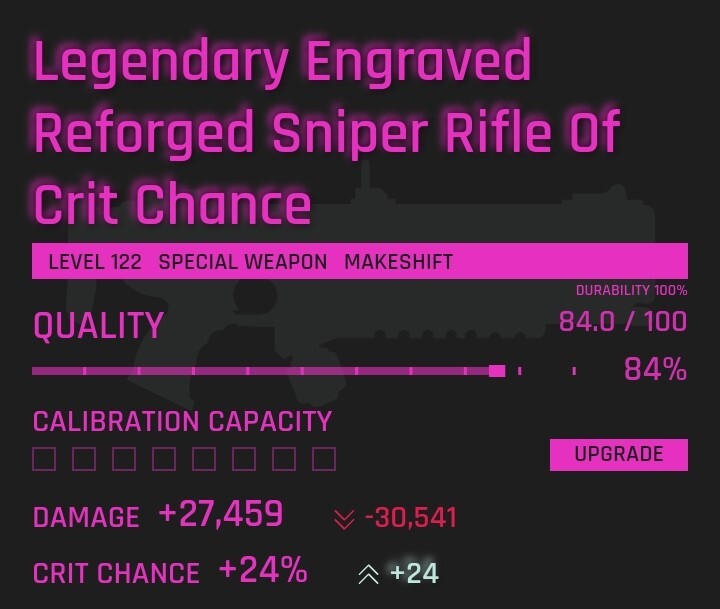 Legendary Engraved
Reforged Sniper Rifle Of
Crit Chance
LEVEL 122 SPECIAL WEAPON MAKESHIFT
DURABILITY 100%
QUALITY 84.0 / 100
84%
CALIBRATION CAPACITY
UPGRADE
DAMAGE +27,459 -30,541
CRIT CHANCE +24% +24